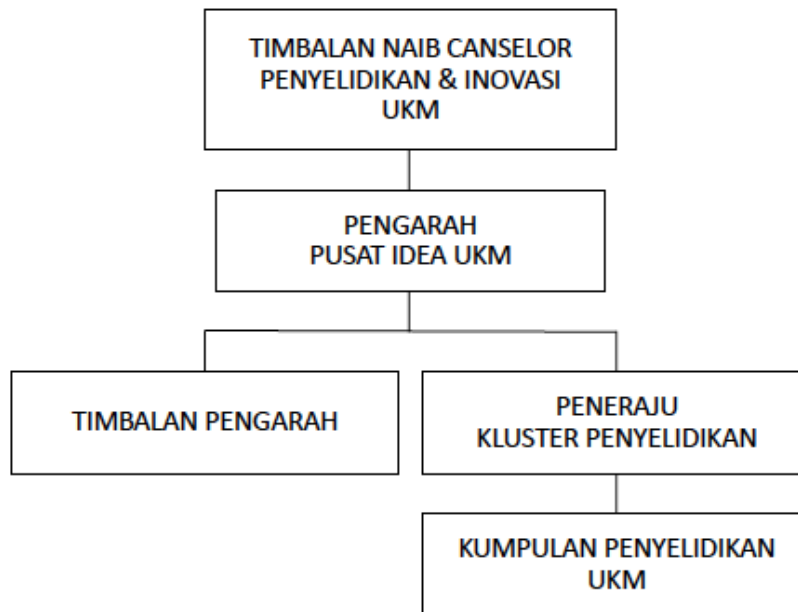 TIMBALAN NAIB CANSELOR
PENYELIDIKAN & INOVASI
UKM
PENGARAH
PUSAT IDEA UKM
TIMBALAN PENGARAH
PENERAJU
KLUSTER PENYELIDIKAN
KUMPULAN PENYELIDIKAN
UKM